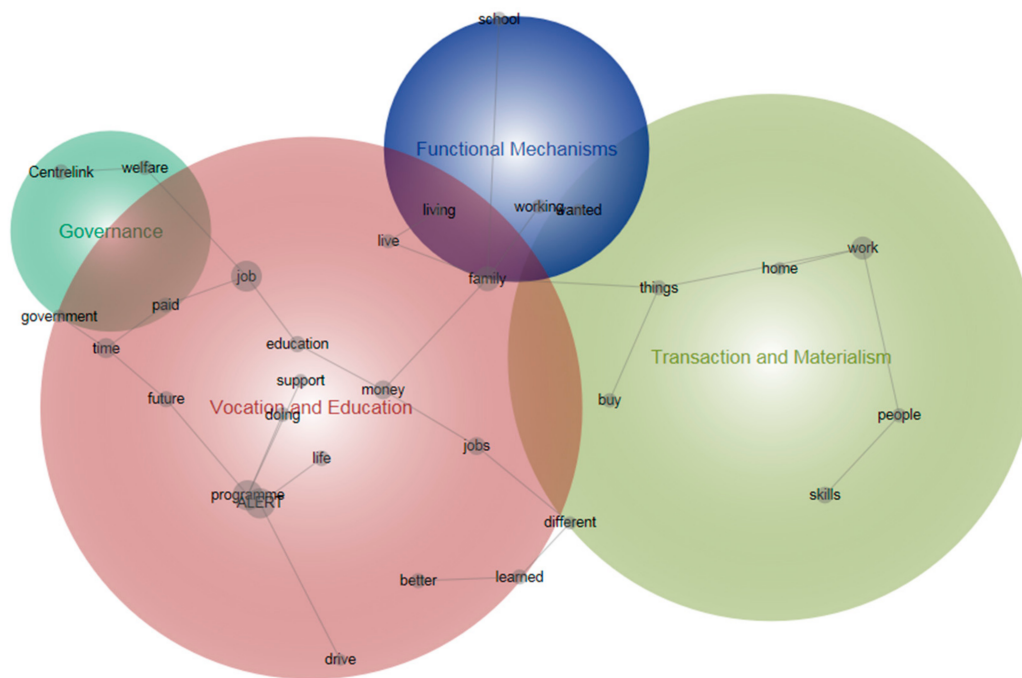 school
Functional Mechanisms
Centrelink
welfare
living
working
wanted
Governance
live
work
job
family
home
things
paid
government
time
education
Transaction and Materialism
support
money
future
buy
Vocation and Education
doing
people
jobs
life
programme
ALERT
skills
different
better
learned
drive